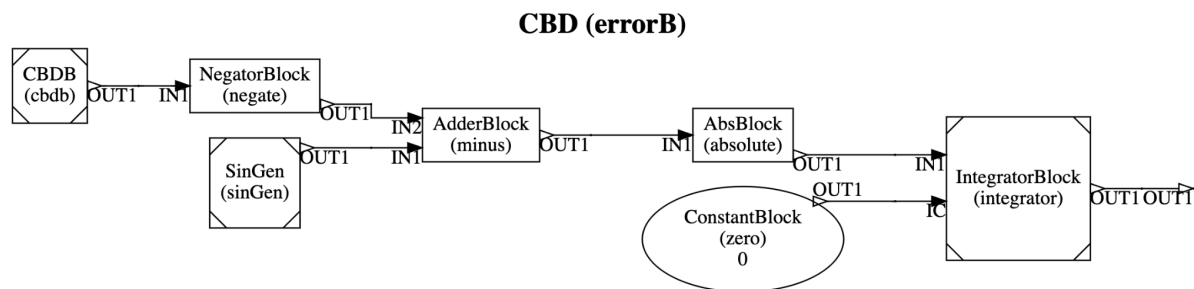 CBD (errorB)
CBDB
(cbdb)
OUT1
IN1
NegatorBlock
(negate)
OUT1
IN2
SinGen
(sinGen)
OUT1
IN1
AdderBlock
(minus)
OUT1
IN1
AbsBlock
(absolute)
OUT1
IN1
ConstantBlock
(zero)
0
OUT1
IC
IntegratorBlock
(integrator)
OUT1
OUT1